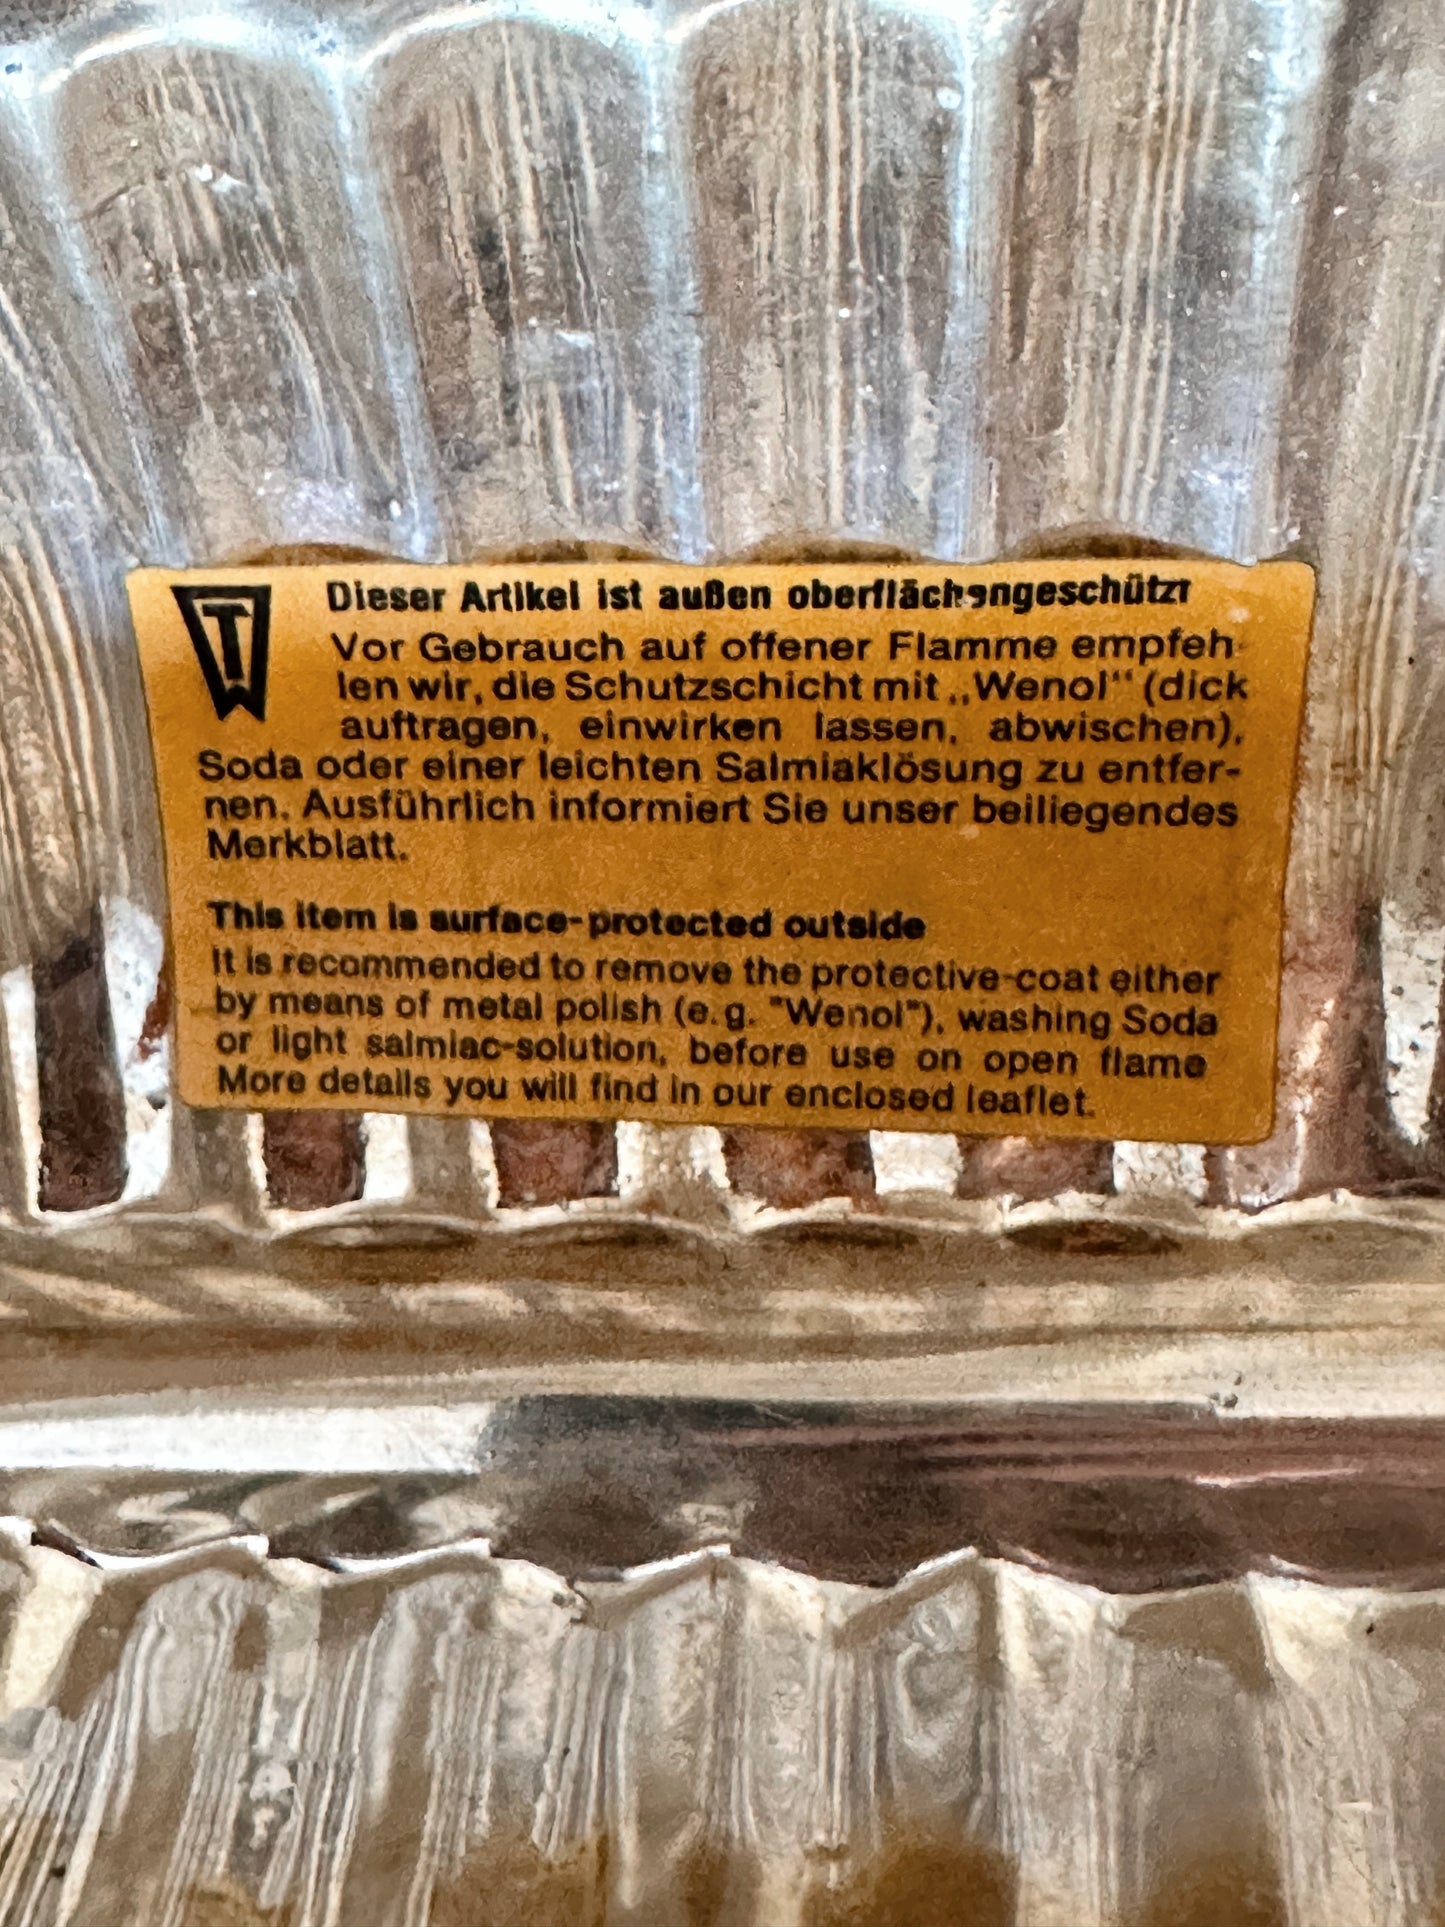 T
Dieser Artikel ist außen oberflächengeschützt
Vor Gebrauch auf offener Flamme empfeh-
len wir, die Schutzschicht mit „Wenol“ (dick
auftragen, einwirken lassen, abwischen),
Soda oder einer leichten Salmiaklösung zu entfer-
nen. Ausführlich informiert Sie unser beiliegendes
Merkblatt.
This item is surface-protected outside
It is recommended to remove the protective-coat either
by means of metal polish (e.g. "Wenol"), washing Soda
or light salmiac-solution, before use on open flame
More details you will find in our enclosed leaflet.